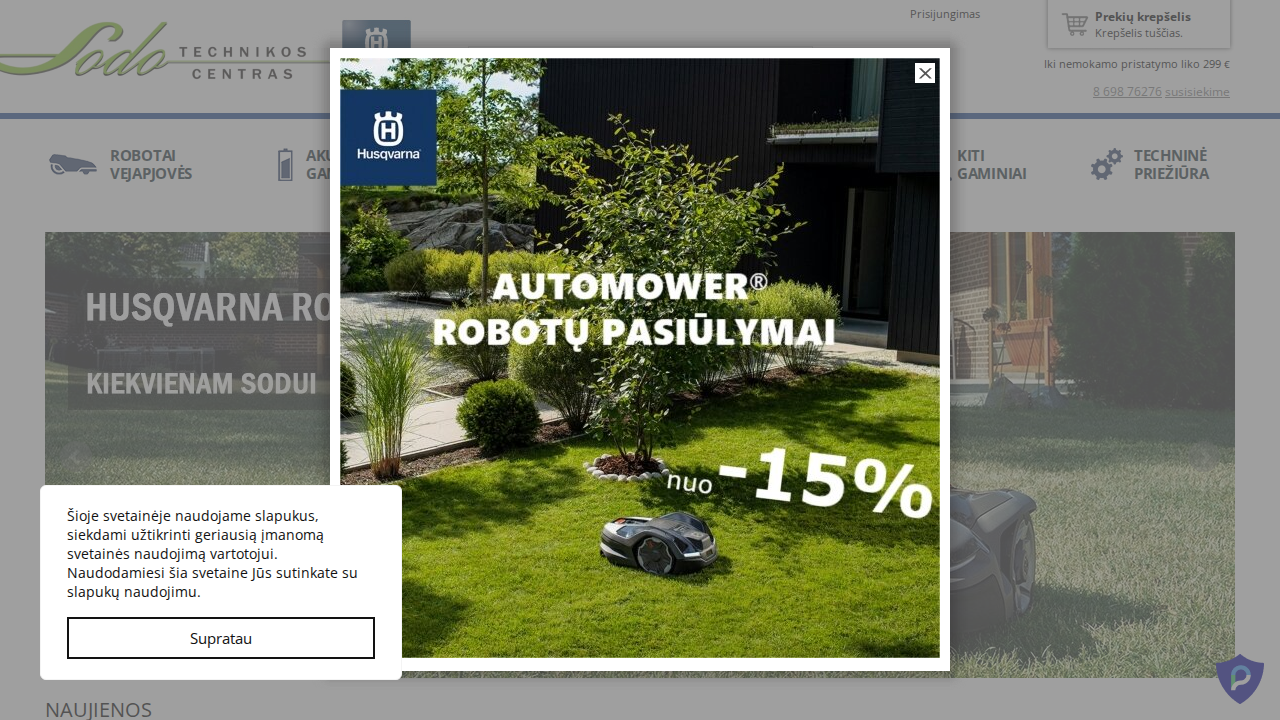 Sodo TECHNIKOS
CENTRAS
Prisijungimas
Prekių krepšelis
Krepšelis tuščias.
Iki nemokamo pristatymo liko 299 €
8 698 76276 susisiekime
ROBOTAI
VEJAPJOVĖS
KITI
GAMINIAI
TECHNINĖ
PRIEŽIŪRA
H
Husqvarna
AUTOMOWER®
ROBOTŲ PASIŪLYMAI
nuo -15%
HUSQVARNA RO
KIEKVIENAM SODUI
Šioje svetainėje naudojame slapukus,
siekdami užtikrinti geriausią įmanomą
svetainės naudojimą vartotojui.
Naudodamiesi šia svetaine Jūs sutinkate su
slapukų naudojimu.
Supratau
NAUJIENOS